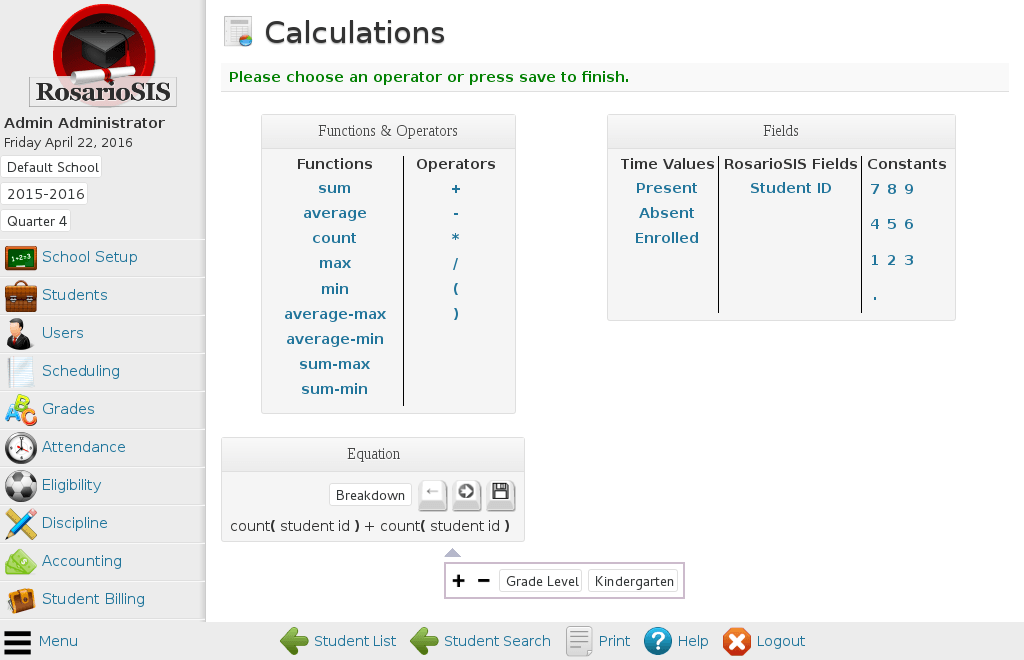 RosarioSIS
Admin Administrator
Friday April 22, 2016
Default School
2015-2016
Quarter 4
School Setup
Students
Users
Scheduling
Grades
Attendance
Eligibility
Discipline
Accounting
Student Billing
Calculations
Please choose an operator or press save to finish.
Functions & Operators
Functions Operators
sum +
average -
count *
max /
min (
average-max )
average-min
sum-max
sum-min
Fields
Time Values RosarioSIS Fields Constants
Present Student ID 7 8 9
Absent
4 5 6
Enrolled
1 2 3
.
Equation
Breakdown
count( student id ) + count( student id )
+ - Grade Level Kindergarten
Menu Student List Student Search Print Help Logout